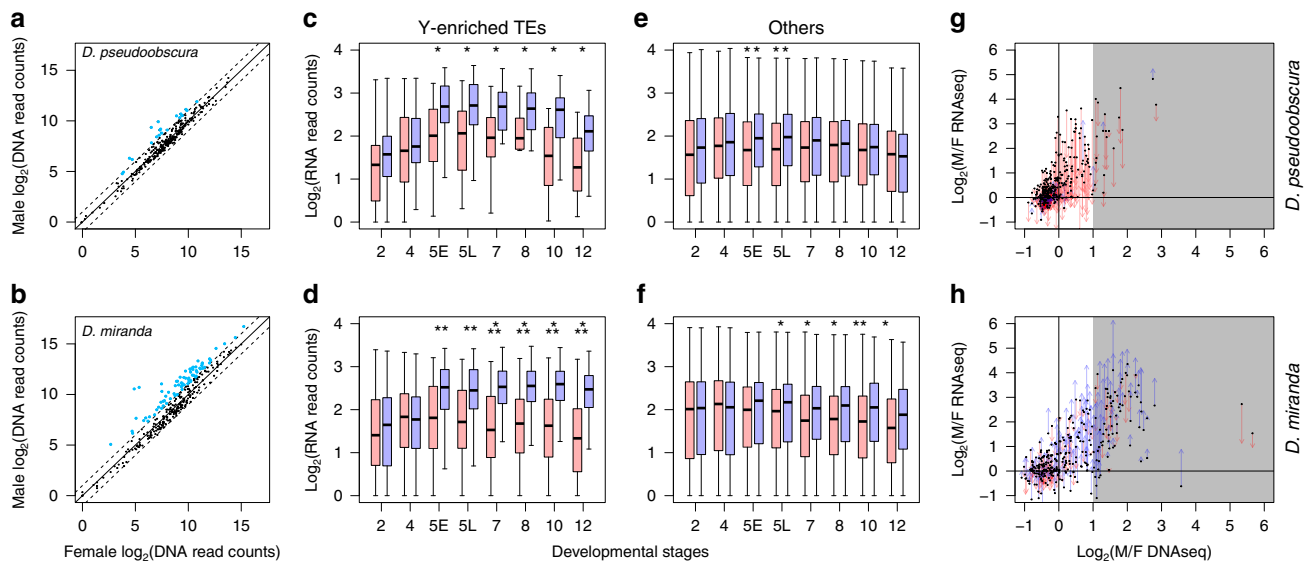 a
Male log2(DNA read counts)
D. pseudoobscura
15
10
5
0
0 5 10 15
b
Male log2(DNA read counts)
D. miranda
15
10
5
0
0 5 10 15
Female log2(DNA read counts)
Y-enriched TEs
c
Log2(RNA read counts)
4
3
2
1
0
* * * * * *
2 4 5E 5L 7 8 10 12
d
Log2(RNA read counts)
4
3
2
1
0
* * * *
** ** ** ** ** **
2 4 5E 5L 7 8 10 12
Others
e
4
3
2
1
0
** **
2 4 5E 5L 7 8 10 12
f
4
3
2
1
0
* * * ** *
2 4 5E 5L 7 8 10 12
Developmental stages
g
Log2(M/F RNAseq)
6
5
4
3
2
1
0
−1
−1 0 1 2 3 4 5 6
D. pseudoobscura
h
Log2(M/F RNAseq)
6
5
4
3
2
1
0
−1
−1 0 1 2 3 4 5 6
Log2(M/F DNAseq)
D. miranda